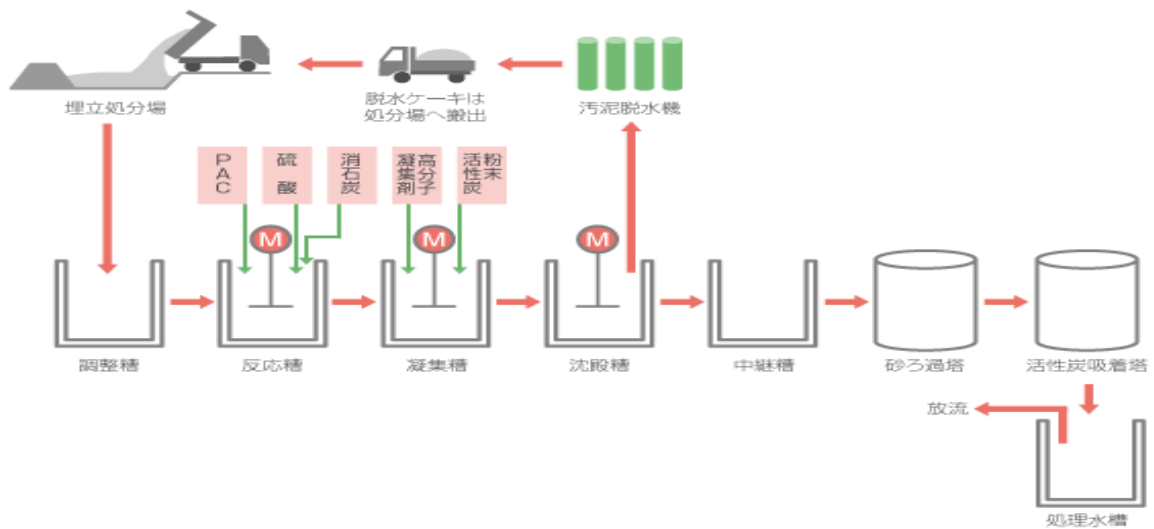 埋立処分場
脱水ケーキは
処分場へ搬出
汚泥脱水機
PAC
硫酸
消石炭
高分子
凝集剤
粉末
活性炭
M
M
M
調整槽
反応槽
凝集槽
沈殿槽
中継槽
砂ろ過塔
活性炭吸着塔
放流
処理水槽